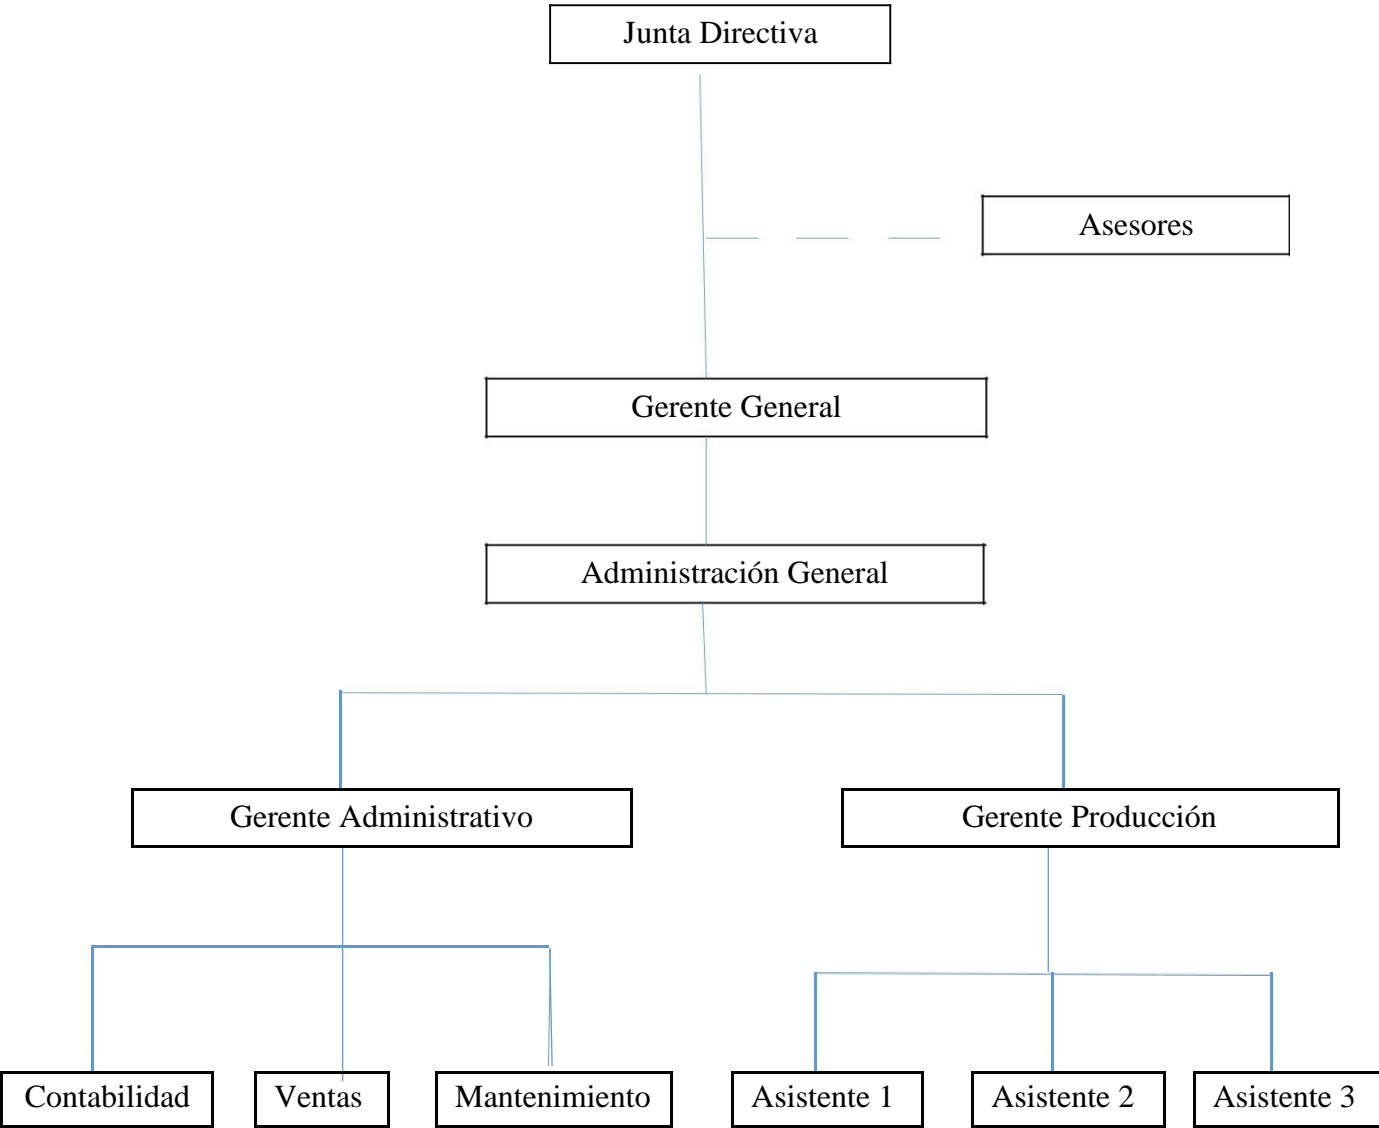 Junta Directiva
Asesores
Gerente General
Administración General
Gerente Administrativo
Gerente Producción
Contabilidad
Ventas
Mantenimiento
Asistente 1
Asistente 2
Asistente 3